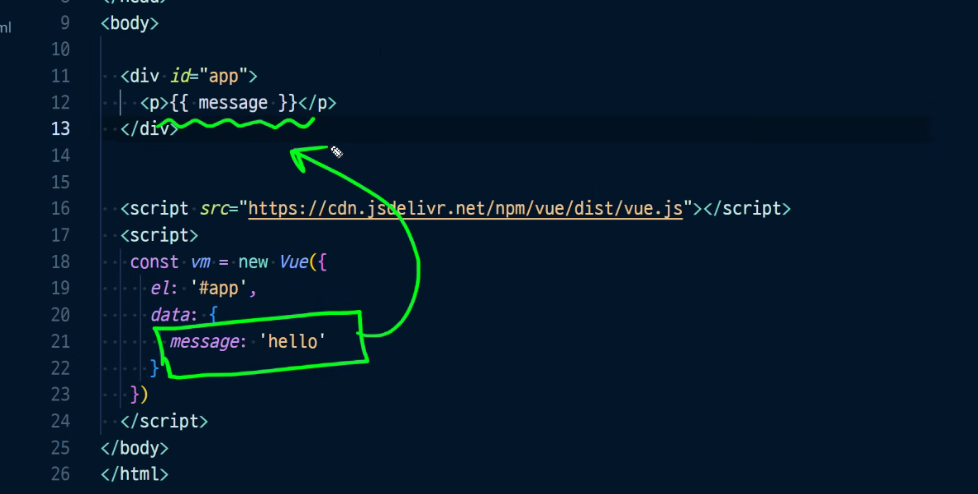 ml
9 <body>
10
11 <div id="app">
12 <p>{{ message }}</p>
13 </div>
14
15
16 <script src="https://cdn.jsdelivr.net/npm/vue/dist/vue.js"></script>
17 <script>
18 const vm = new Vue({
19 el: '#app',
20 data: {
21 message: 'hello'
22 }
23 })
24 </script>
25 </body>
26 </html>